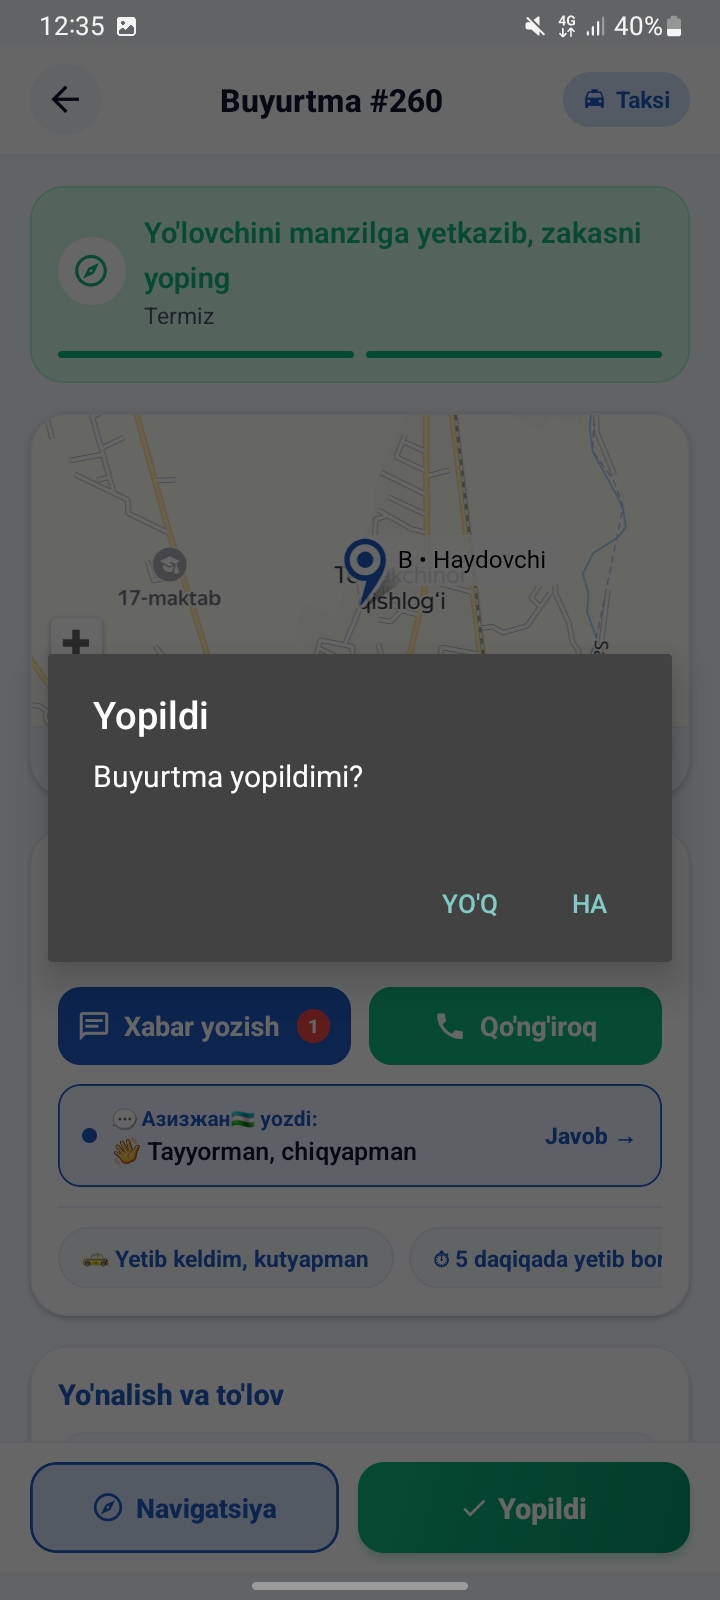 12:35
4G
40%
Buyurtma #260
Taksi
Yo'lovchini manzilga yetkazib, zakasni
yoping
Termiz
B • Haydovchi
17-maktab
qishlogʻi
Yopildi
Buyurtma yopildimi?
YO'Q
HA
Xabar yozish
1
Qo'ng'iroq
💬 Азизжан🇺🇿 yozdi:
👋 Tayyorman, chiqyapman
Javob →
🚕 Yetib keldim, kutyapman
⏱ 5 daqiqada yetib bor
Yo'nalish va to'lov
Navigatsiya
Yopildi